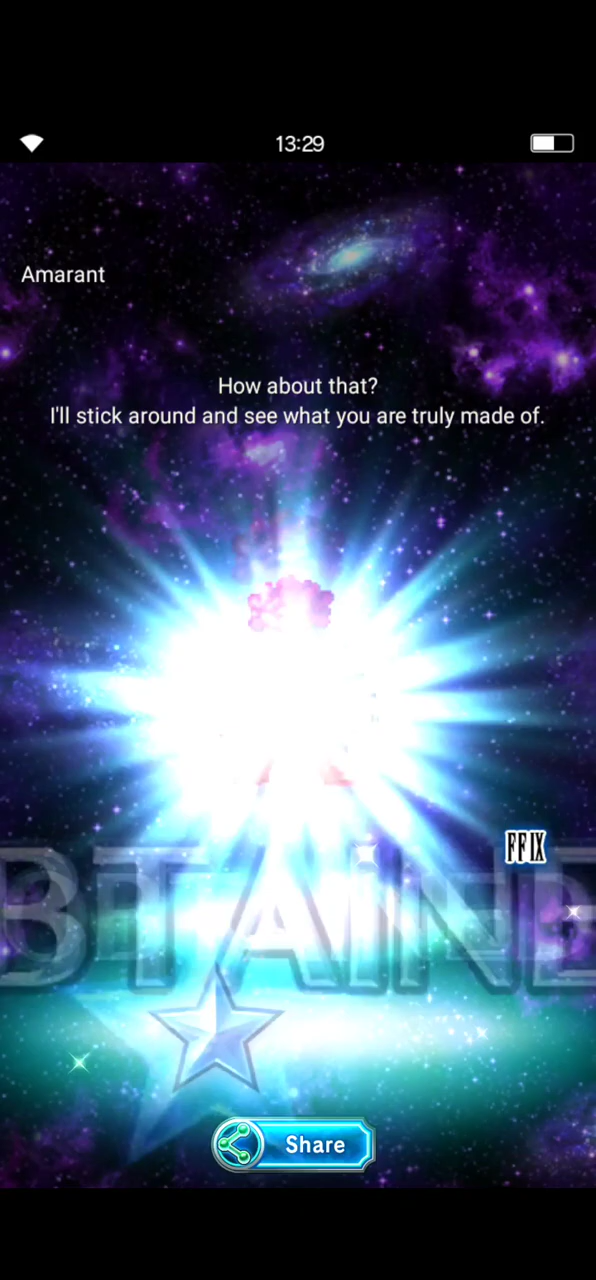 13:29
Amarant
How about that?
I'll stick around and see what you are truly made of.
FFIX
BTAINE
Share